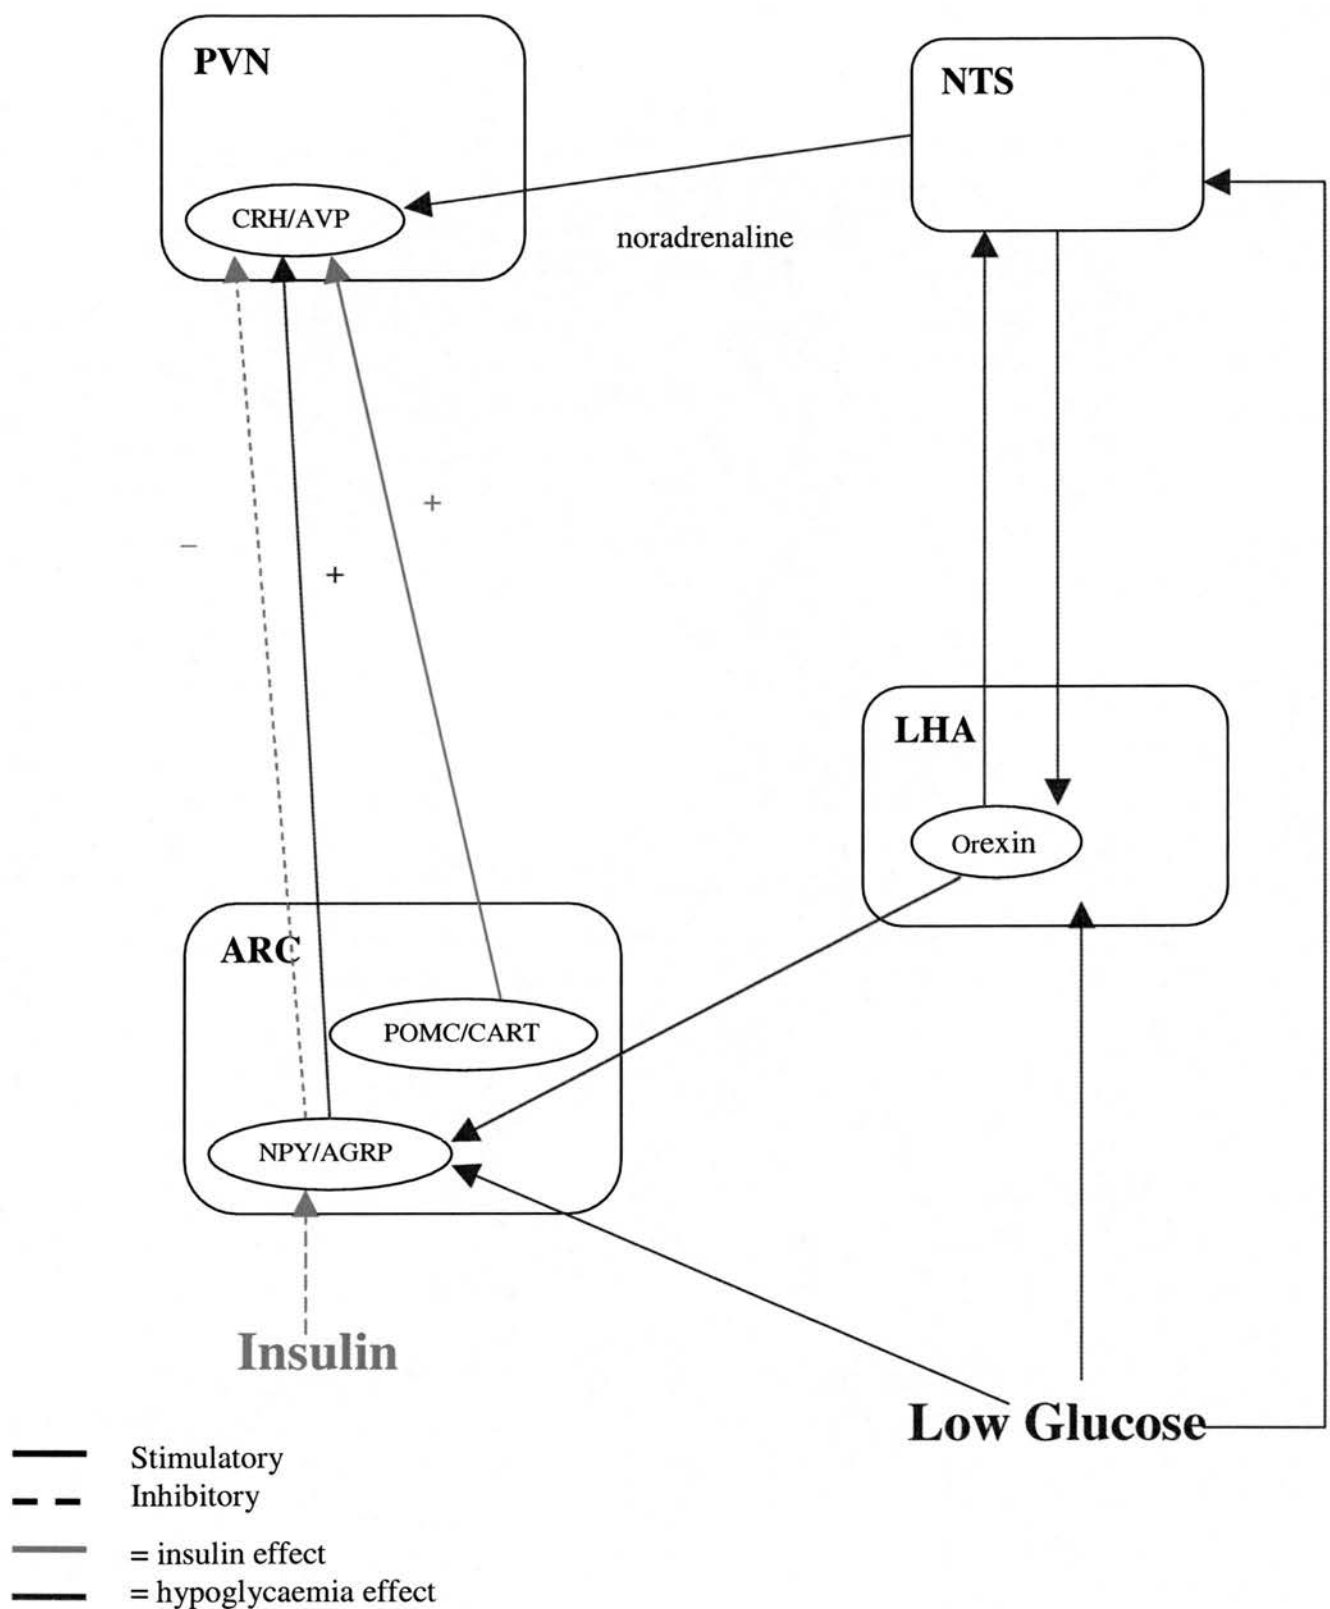 PVN
NTS
CRH/AVP
noradrenaline
+
–
+
LHA
Orexin
ARC
POMC/CART
NPY/AGRP
Insulin
Low Glucose
Stimulatory
Inhibitory
= insulin effect
= hypoglycaemia effect